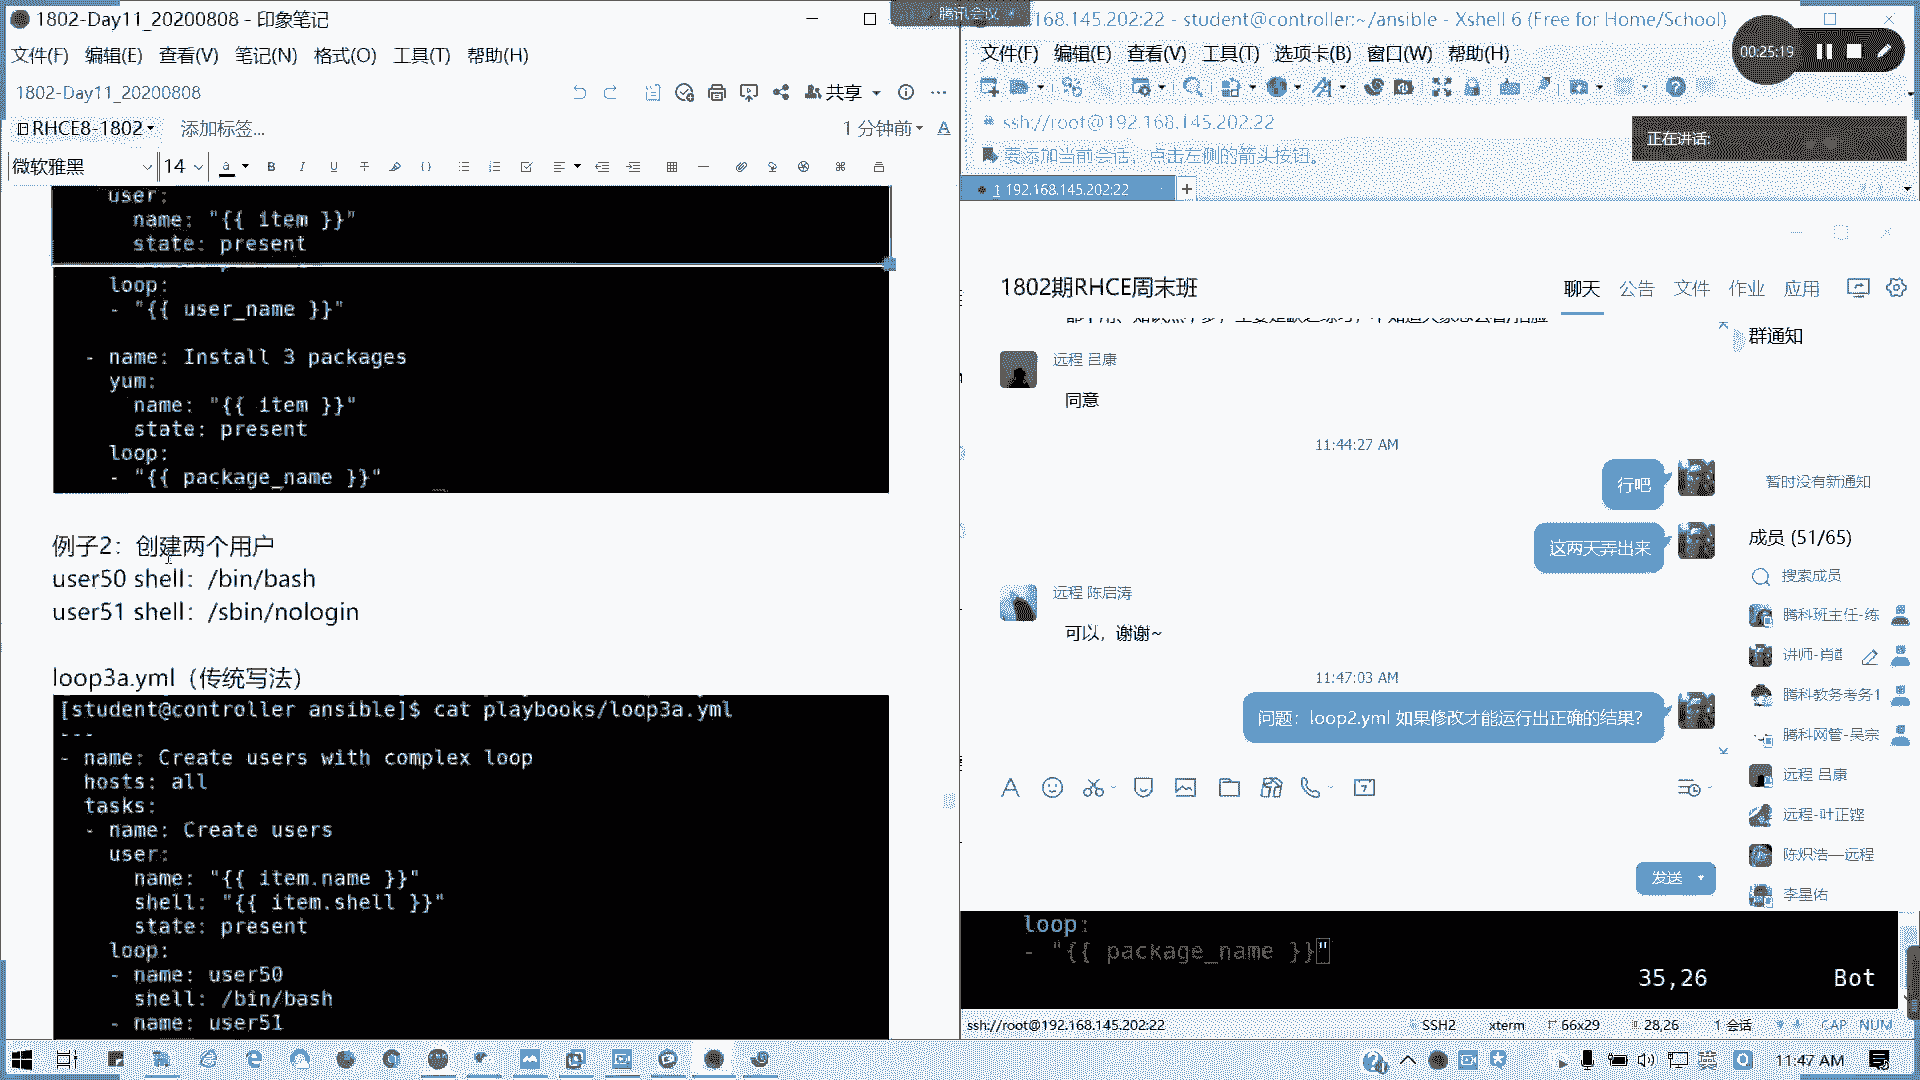 1802-Day11_20200808 - 印象笔记
文件(F) 编辑(E) 查看(V) 笔记(N) 格式(O) 工具(T) 帮助(H)
1802-Day11_20200808
共享
RHCE8-1802
添加标签...
1 分钟前
微软雅黑 14
user:
name: "{{ item }}"
state: present
loop:
- "{{ user_name }}"
- name: Install 3 packages
yum:
name: "{{ item }}"
state: present
loop:
- "{{ package_name }}"
例子2：创建两个用户
user50 shell：/bin/bash
user51 shell：/sbin/nologin
loop3a.yml（传统写法）
[student@controller ansible]$ cat playbooks/loop3a.yml
---
- name: Create users with complex loop
hosts: all
tasks:
- name: Create users
user:
name: "{{ item.name }}"
shell: "{{ item.shell }}"
state: present
loop:
- name: user50
shell: /bin/bash
- name: user51
腾讯会议
168.145.202:22 - student@controller:~/ansible - Xshell 6 (Free for Home/School)
文件(F) 编辑(E) 查看(V) 工具(T) 选项卡(B) 窗口(W) 帮助(H)
00:25:19
ssh://root@192.168.145.202:22
正在讲话:
要添加当前会话，点击左侧的箭头按钮。
1 192.168.145.202:22
1802期RHCE周末班
聊天 公告 文件 作业 应用
群通知
远程 吕康
同意
11:44:27 AM
行吧
暂时没有新通知
这两天弄出来
成员 (51/65)
搜索成员
远程 陈启涛
可以，谢谢~
腾科班主任-练
11:47:03 AM
腾科教务考务1
问题：loop2.yml 如果修改才能运行出正确的结果?
腾科网管-吴宗
远程 吕康
远程-叶正铿
陈炽浩—远程
发送
李星佑
loop:
- "{{ package_name }}"
35,26 Bot
ssh://root@192.168.145.202:22 SSH2 xterm 66x29 28,26 1 会话 CAP NUM
英
11:47 AM